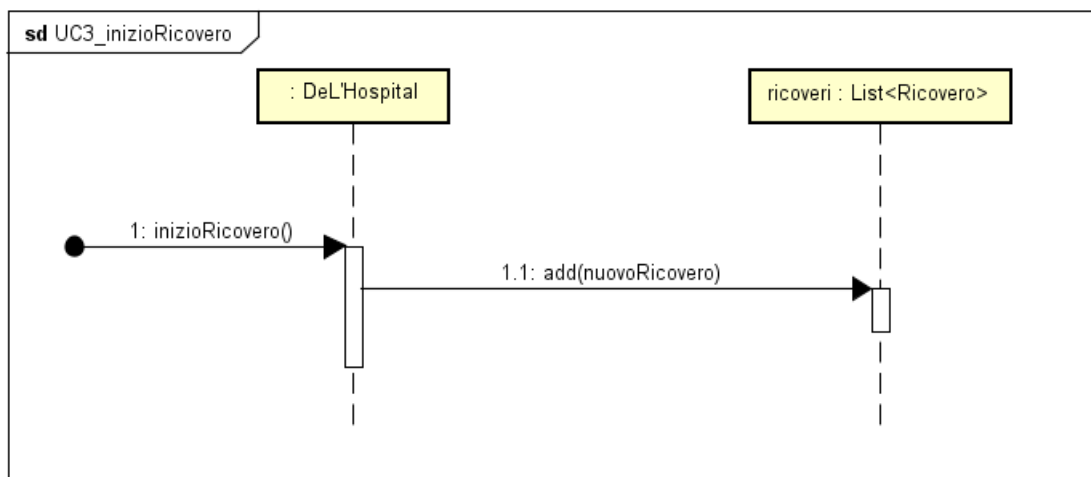 sd UC3_inizioRicovero
: DeL'Hospital
ricoveri : List<Ricovero>
1: inizioRicovero()
1.1: add(nuovoRicovero)